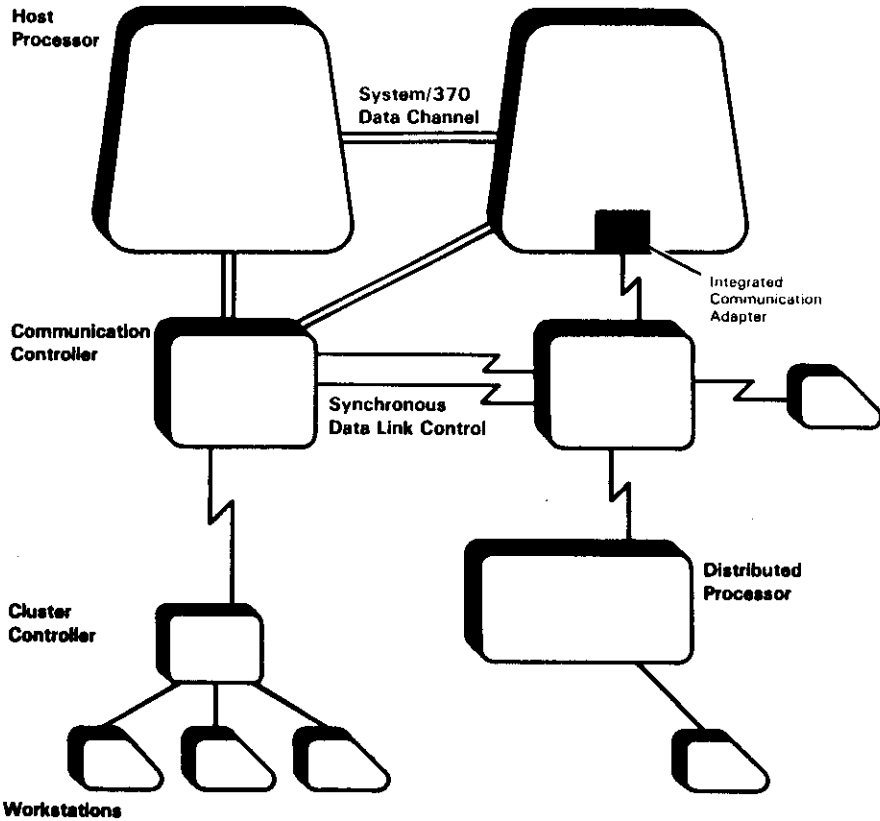 Host
Processor
System/370
Data Channel
Integrated
Communication
Adapter
Communication
Controller
Synchronous
Data Link Control
Cluster
Controller
Distributed
Processor
Workstations